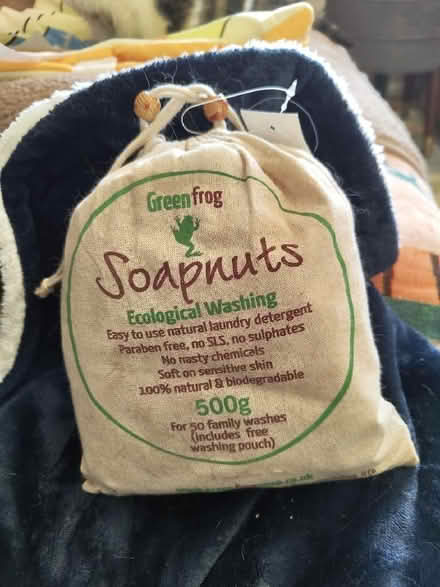 Greenfrog
Soapnuts
Ecological Washing
Easy to use natural laundry detergent
Paraben free, no SLS, no sulphates
No nasty chemicals
Soft on sensitive skin
100% natural & biodegradable
500g
For 50 family washes
(includes free
washing pouch)